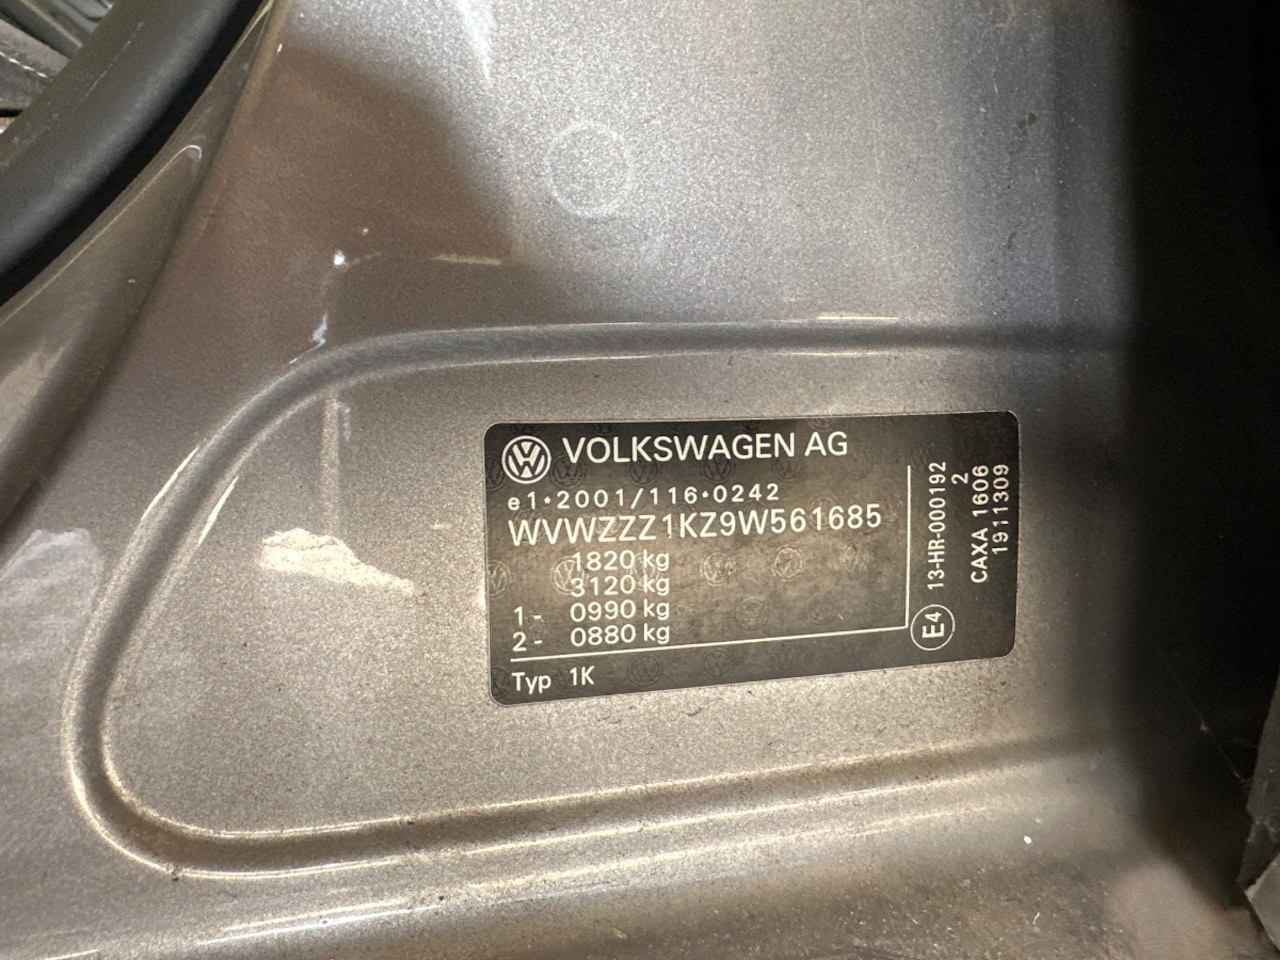 VOLKSWAGEN AG
e1*2001/116*0242
WVWZZZ1KZ9W561685
1820 kg
3120 kg
1- 0990 kg
2- 0880 kg
Typ 1K
E4 13-HR-000192
2
CAXA 1606
1911309